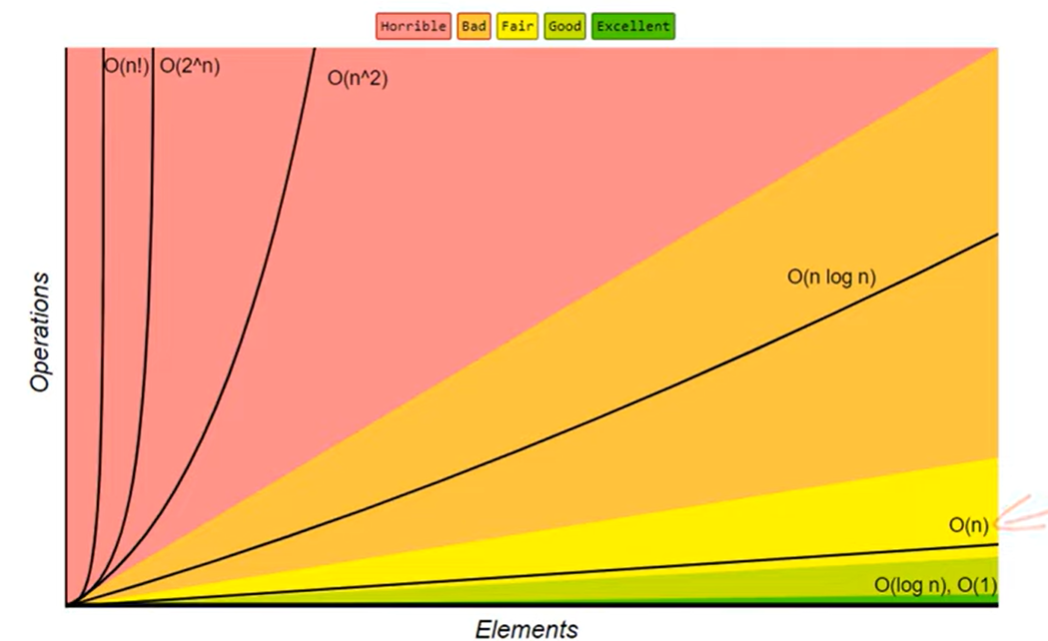 Horrible Bad Fair Good Excellent
O(n!) O(2^n)
O(n^2)
O(n log n)
Operations
O(n)
O(log n), O(1)
Elements